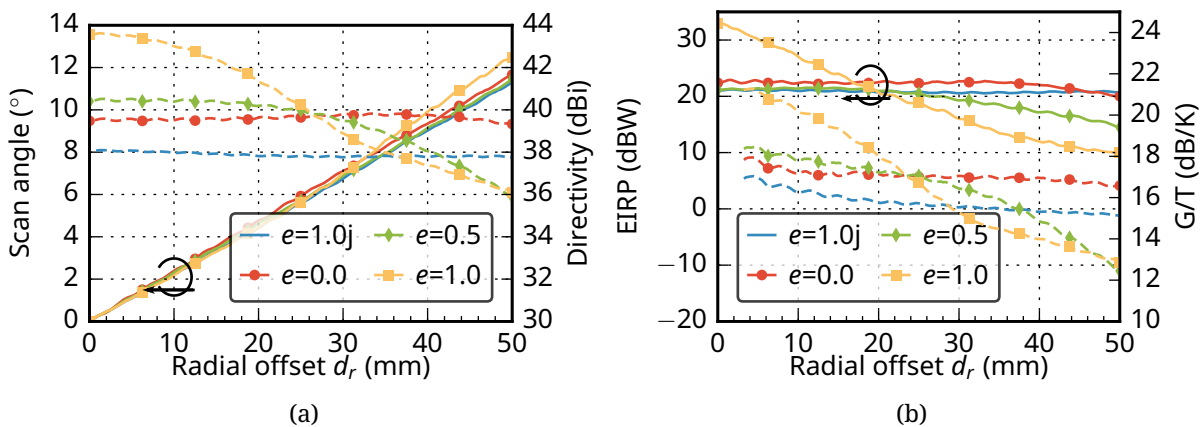 14
12
10
8
6
4
2
0
Scan angle (°)
44
42
40
38
36
34
32
30
Directivity (dBi)
e=1.0j
e=0.5
e=0.0
e=1.0
0
10
20
30
40
50
Radial offset dr (mm)
(a)
30
20
10
0
−10
−20
EIRP (dBW)
24
22
20
18
16
14
12
10
G/T (dB/K)
e=1.0j
e=0.5
e=0.0
e=1.0
0
10
20
30
40
50
Radial offset dr (mm)
(b)